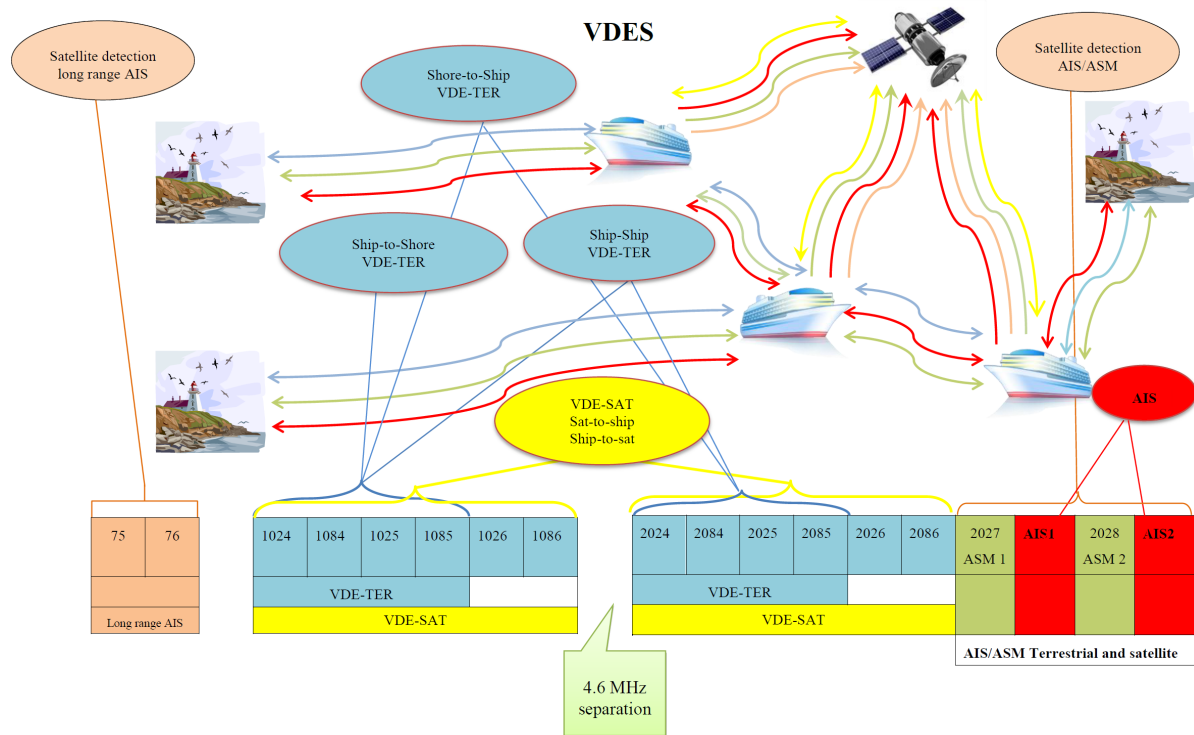 VDES
Satellite detection
long range AIS
Shore-to-Ship
VDE-TER
Satellite detection
AIS/ASM
Ship-to-Shore
VDE-TER
Ship-Ship
VDE-TER
VDE-SAT
Sat-to-ship
Ship-to-sat
AIS
75 76
1024 1084 1025 1085 1026 1086
2024 2084 2025 2085 2026 2086
2027 AIS1 2028 AIS2
ASM 1 ASM 2
VDE-TER
VDE-TER
Long range AIS
VDE-SAT
VDE-SAT
AIS/ASM Terrestrial and satellite
4.6 MHz
separation